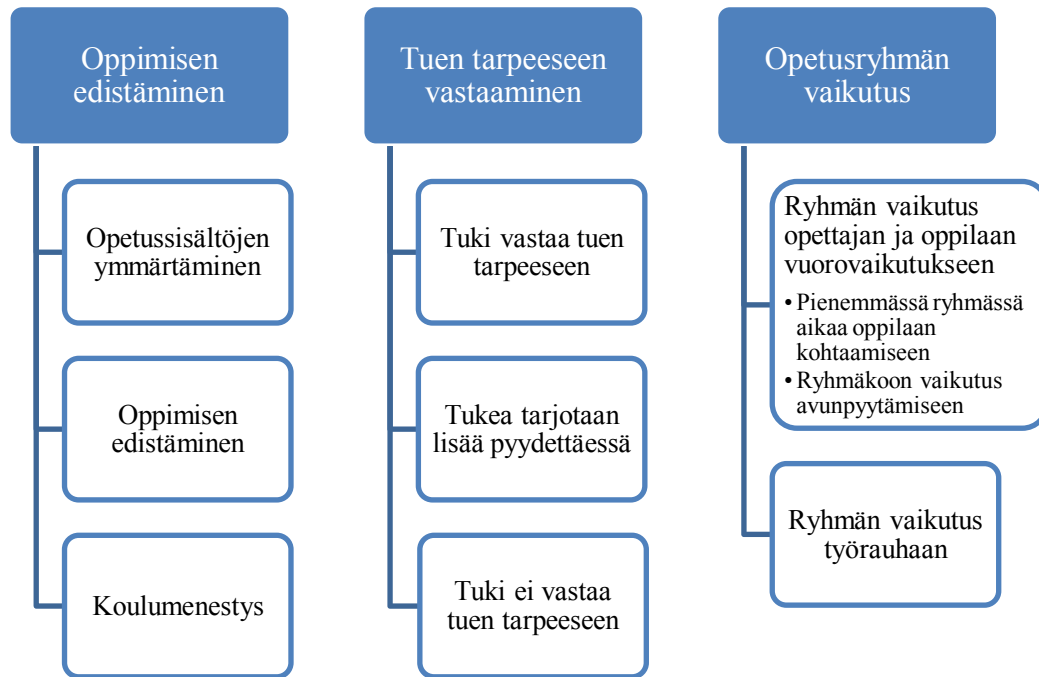 Oppimisen
edistäminen
Opetussisältöjen
ymmärtäminen
Oppimisen
edistäminen
Koulumenestys
Tuen tarpeeseen
vastaaminen
Tuki vastaa tuen
tarpeeseen
Tukea tarjotaan
lisää pyydettäessä
Tuki ei vastaa
tuen tarpeeseen
Opetusryhmän
vaikutus
Ryhmän vaikutus
opettajan ja oppilaan
vuorovaikutukseen
• Pienemmässä ryhmässä
aikaa oppilaan
kohtaamiseen
• Ryhmäkoon vaikutus
avunpyytämiseen
Ryhmän vaikutus
työrauhaan